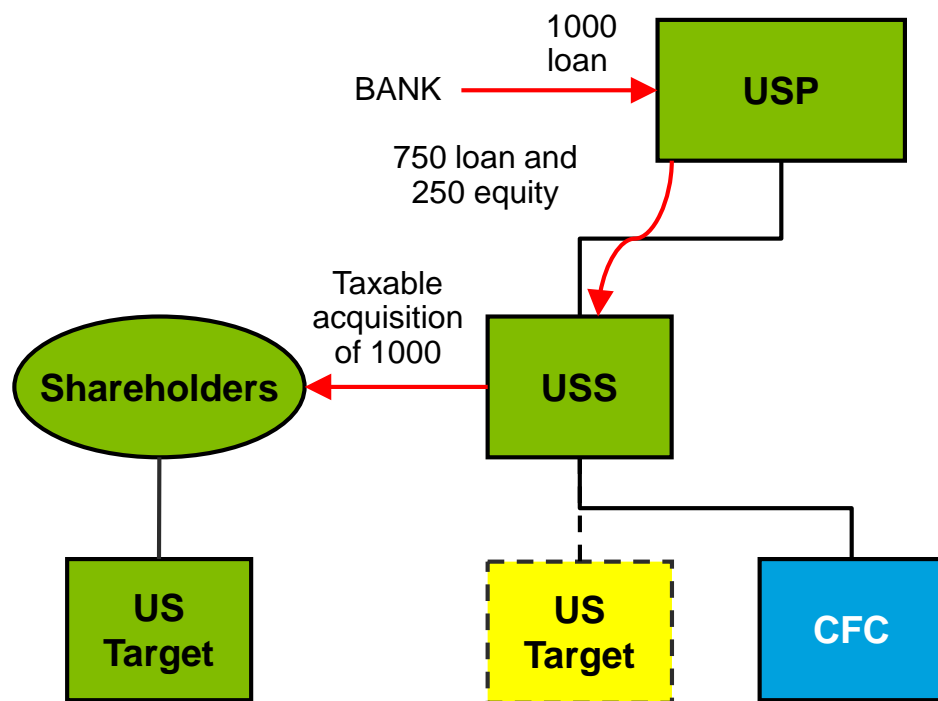 1000
loan
BANK
USP
750 loan and
250 equity
Taxable
acquisition
of 1000
Shareholders
USS
US
Target
US
Target
CFC